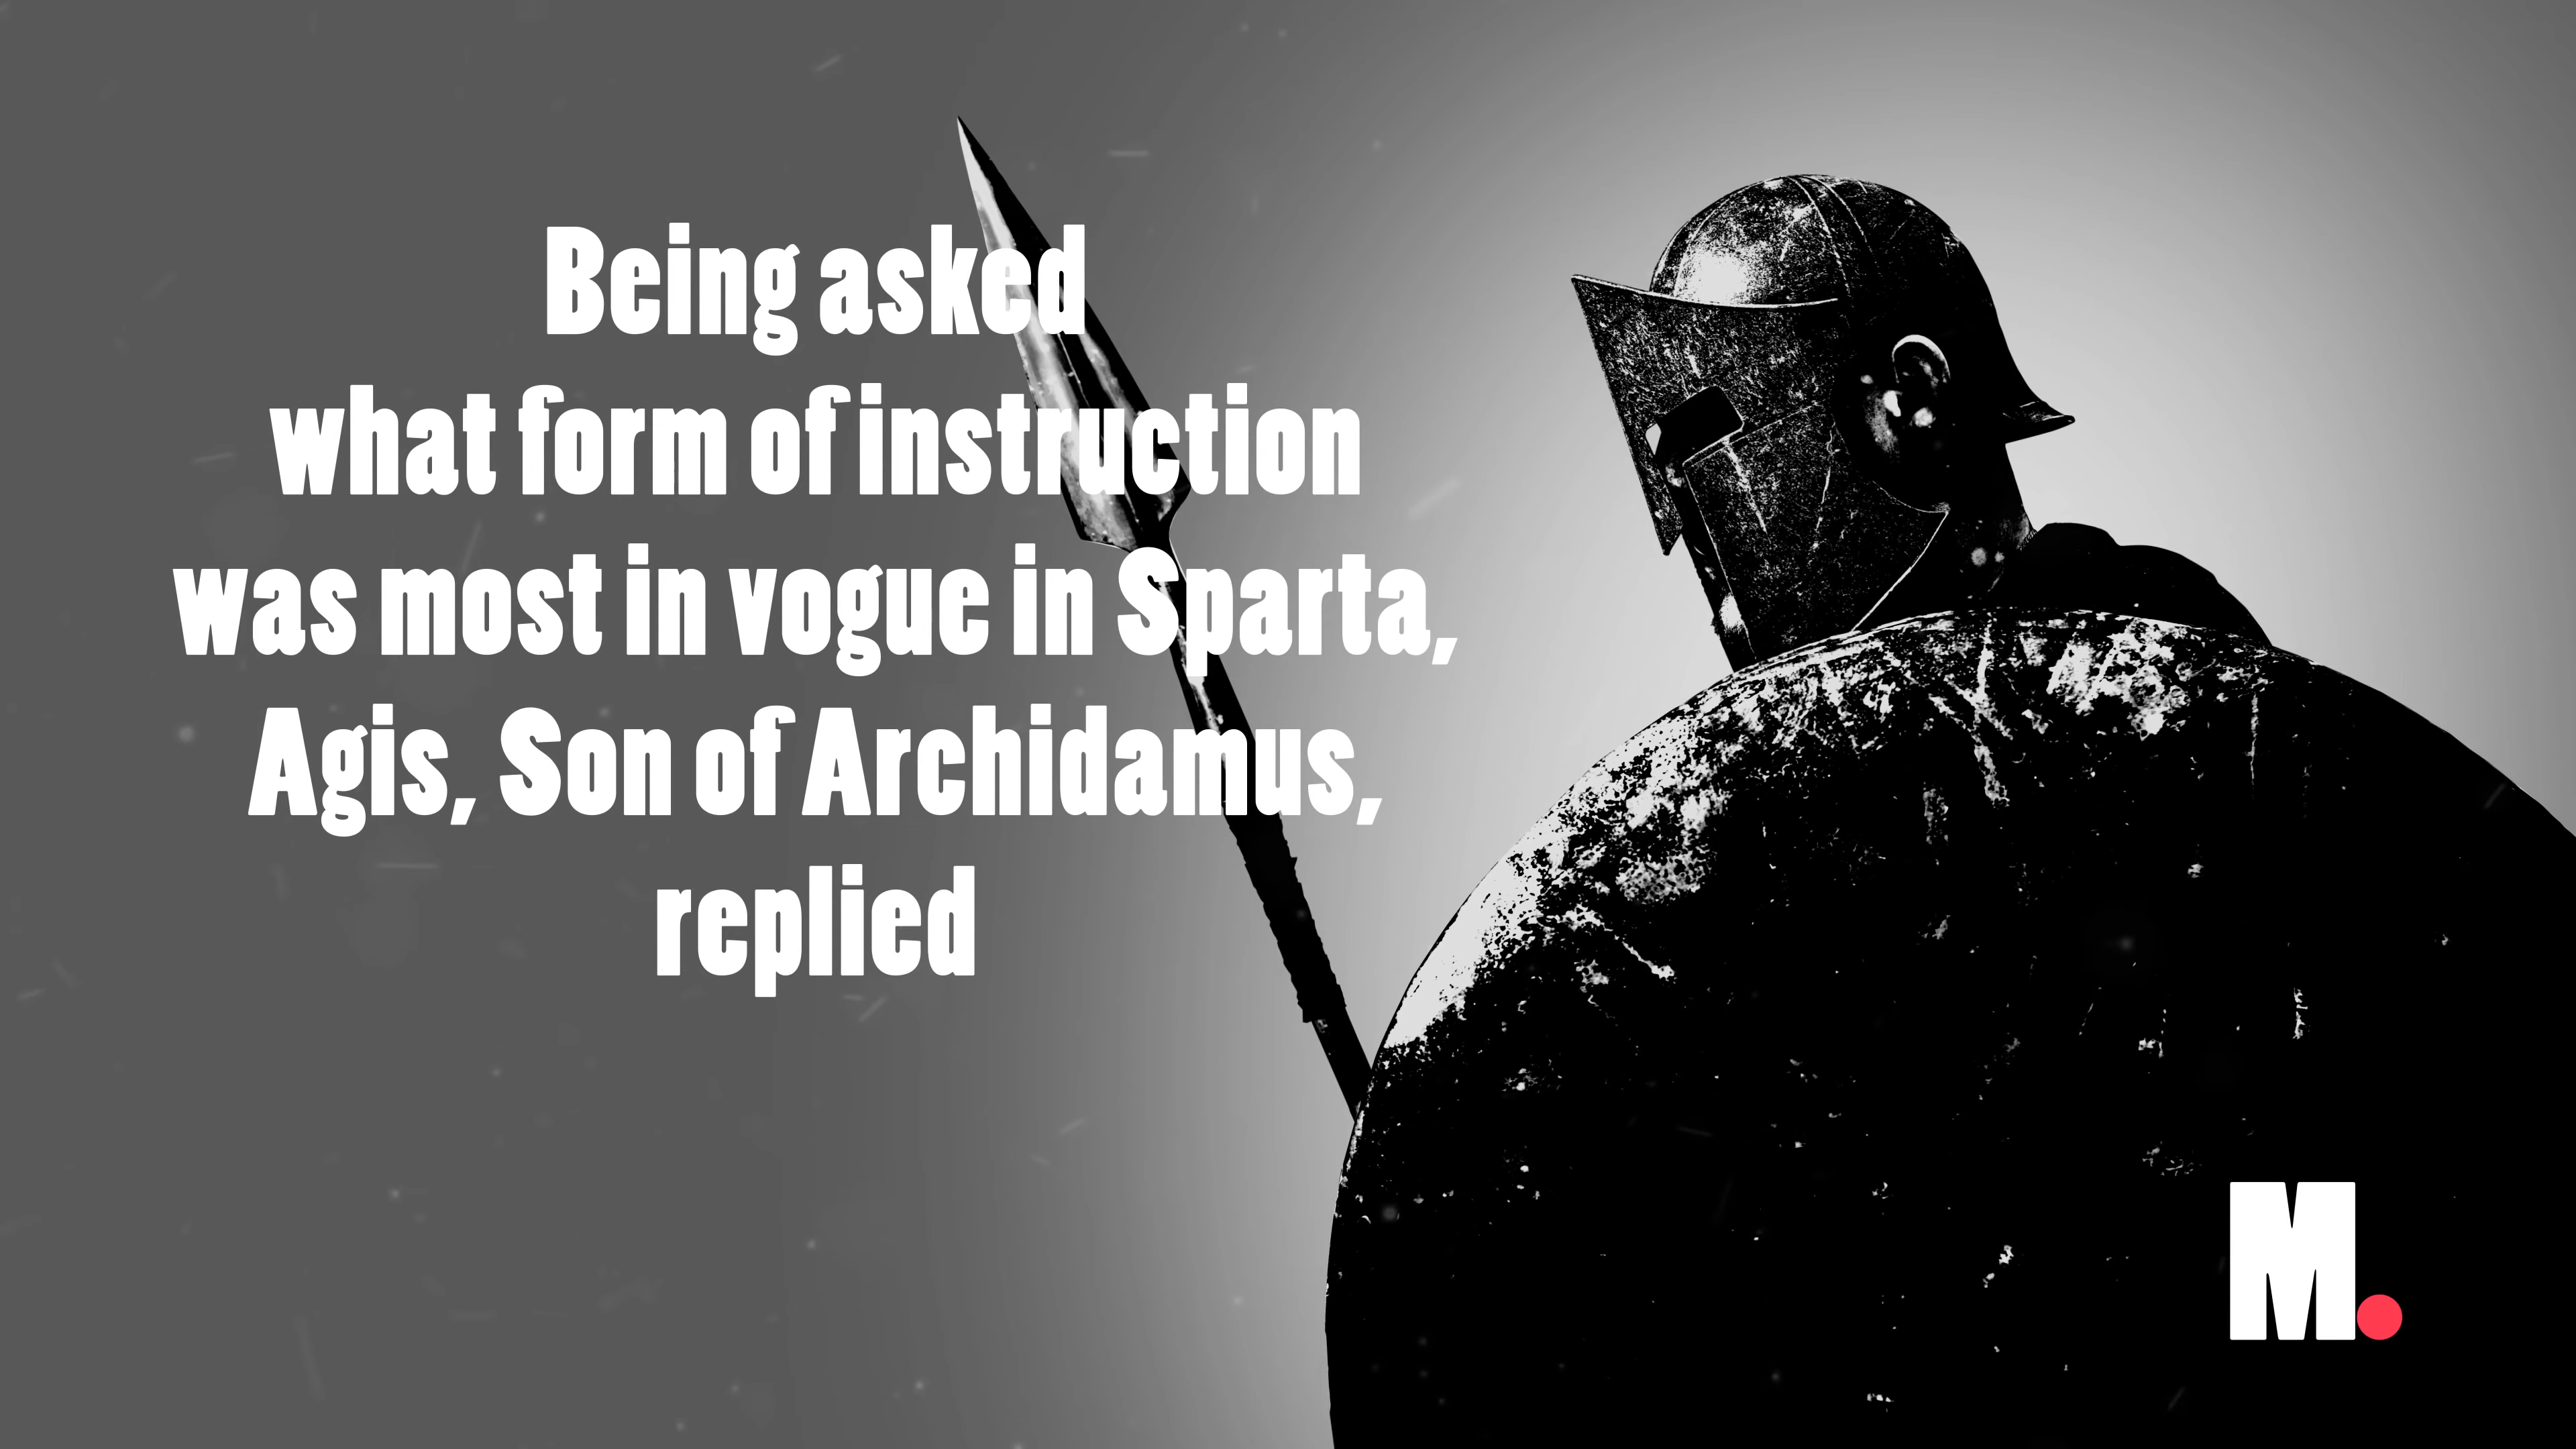 Being asked
what form of instruction
was most in vogue in Sparta,
Agis, Son of Archidamus,
replied
M.